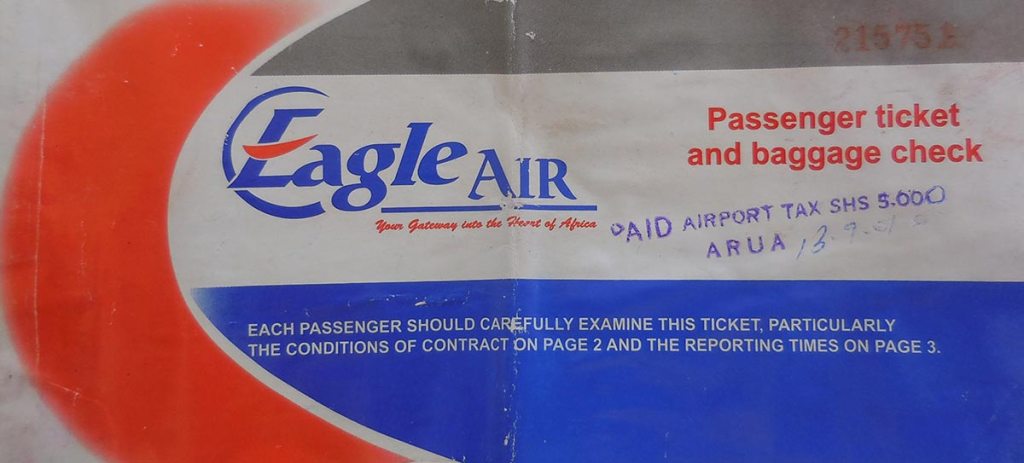 Eagle AIR
Your Gateway into the Heart of Africa
Passenger ticket
and baggage check
PAID AIRPORT TAX SHS 5.000
ARUA
EACH PASSENGER SHOULD CAREFULLY EXAMINE THIS TICKET, PARTICULARLY
THE CONDITIONS OF CONTRACT ON PAGE 2 AND THE REPORTING TIMES ON PAGE 3.